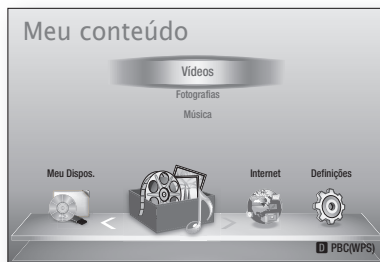 Meu conteúdo
Vídeos
Fotografias
Música
Meu Dispos.
Internet
Definições
D PBC(WPS)